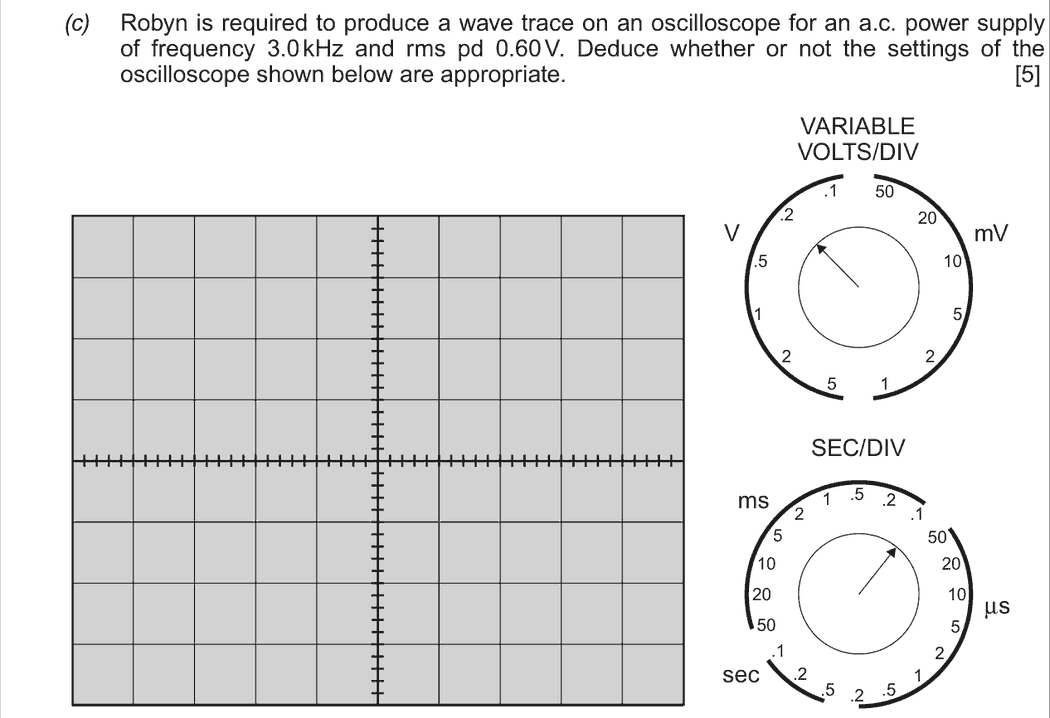 (c) Robyn is required to produce a wave trace on an oscilloscope for an a.c. power supply
of frequency 3.0 kHz and rms pd 0.60 V. Deduce whether or not the settings of the
oscilloscope shown below are appropriate. [5]
VARIABLE
VOLTS/DIV
.1 50
.2 20
V mV
.5 10
1 5
2 2
5 1
SEC/DIV
ms 2 1 .5 .2 .1
5 50
10 20
20 10 µs
50 5
.1 2
sec .2 1
.5 .2 .5